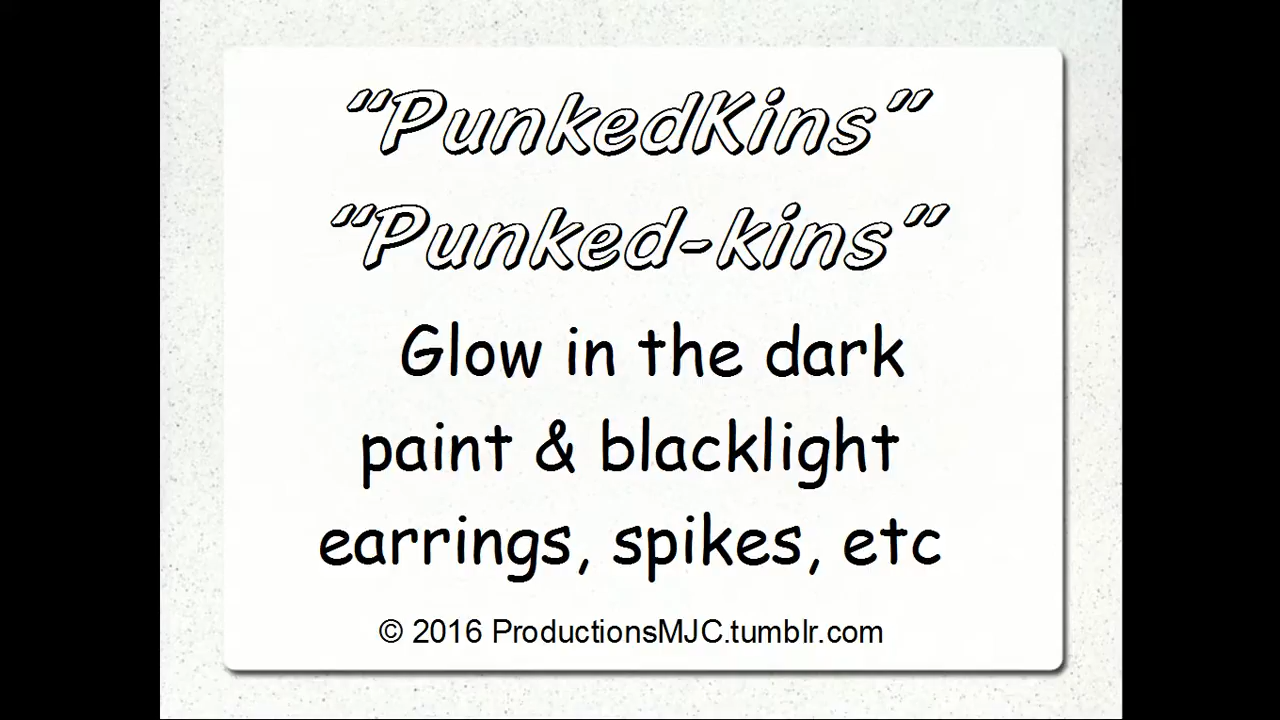 “PunkedKins”
“Punked-kins”
Glow in the dark
paint & blacklight
earrings, spikes, etc
© 2016 ProductionsMJC.tumblr.com